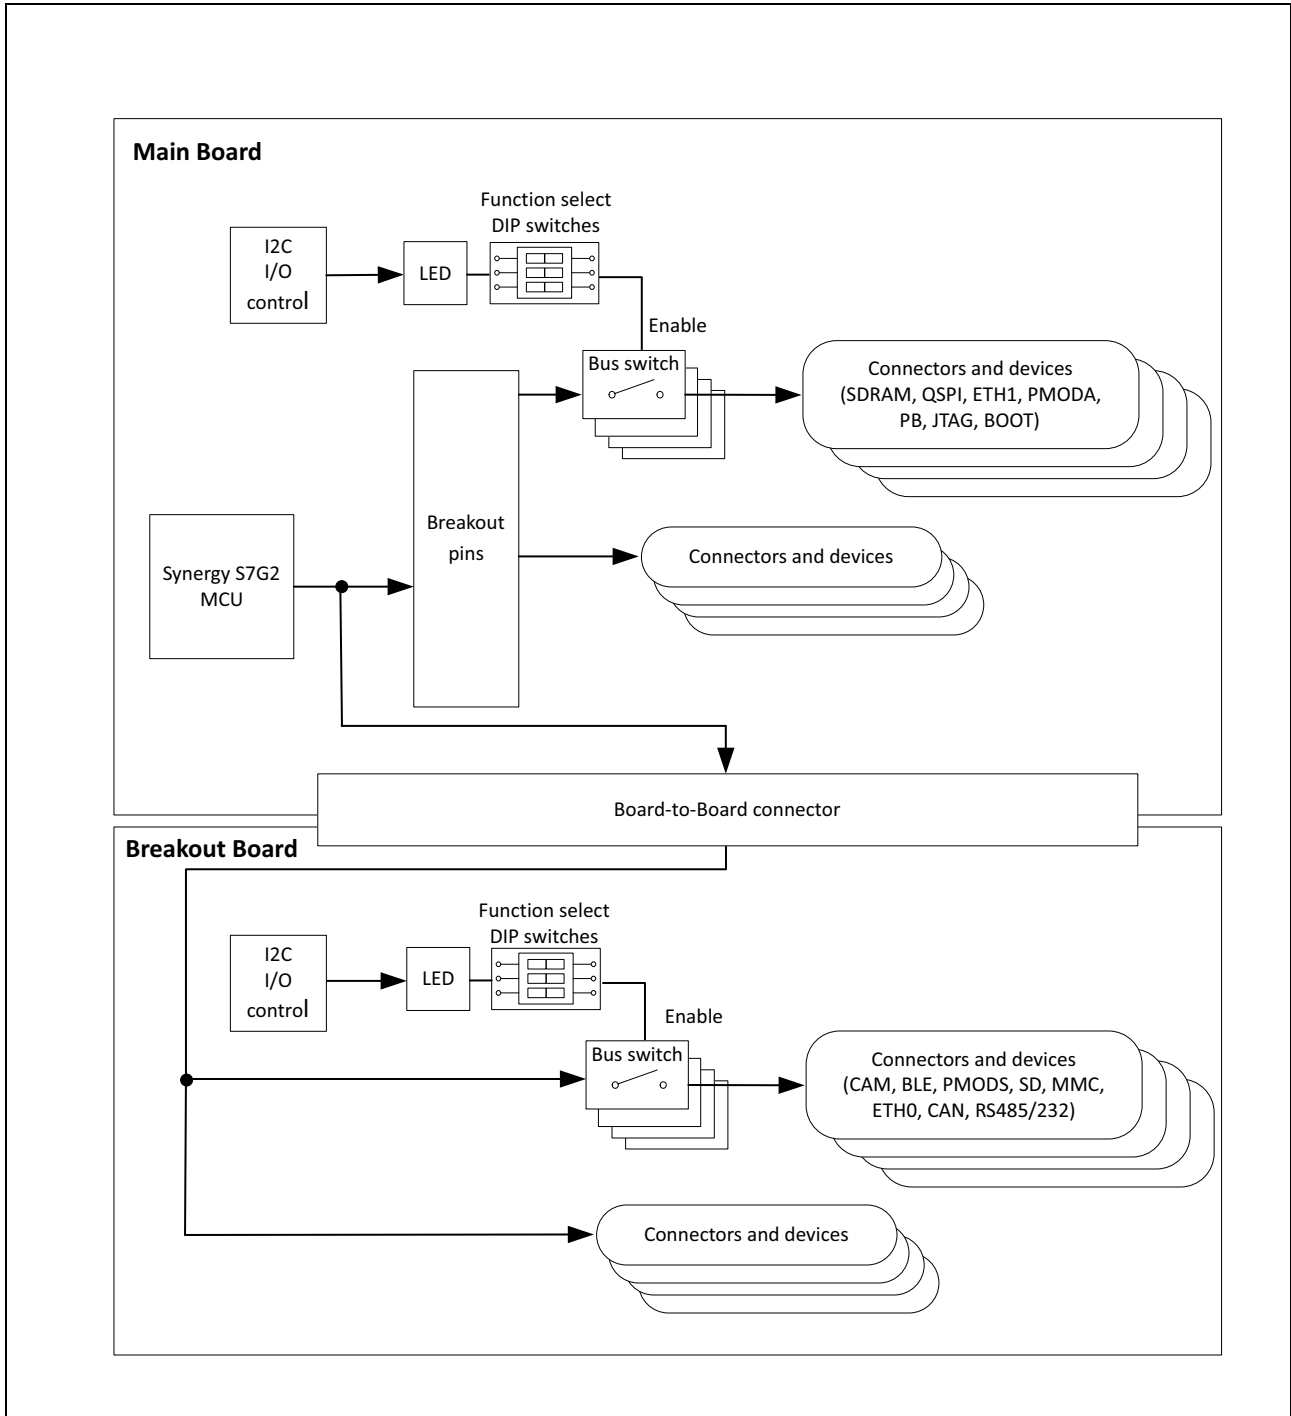 Main Board
Function select
DIP switches
I2C
I/O
control
LED
Enable
Bus switch
Connectors and devices
(SDRAM, QSPI, ETH1, PMODA,
PB, JTAG, BOOT)
Breakout
pins
Connectors and devices
Synergy S7G2
MCU
Board-to-Board connector
Breakout Board
Function select
DIP switches
I2C
I/O
control
LED
Enable
Bus switch
Connectors and devices
(CAM, BLE, PMODS, SD, MMC,
ETH0, CAN, RS485/232)
Connectors and devices